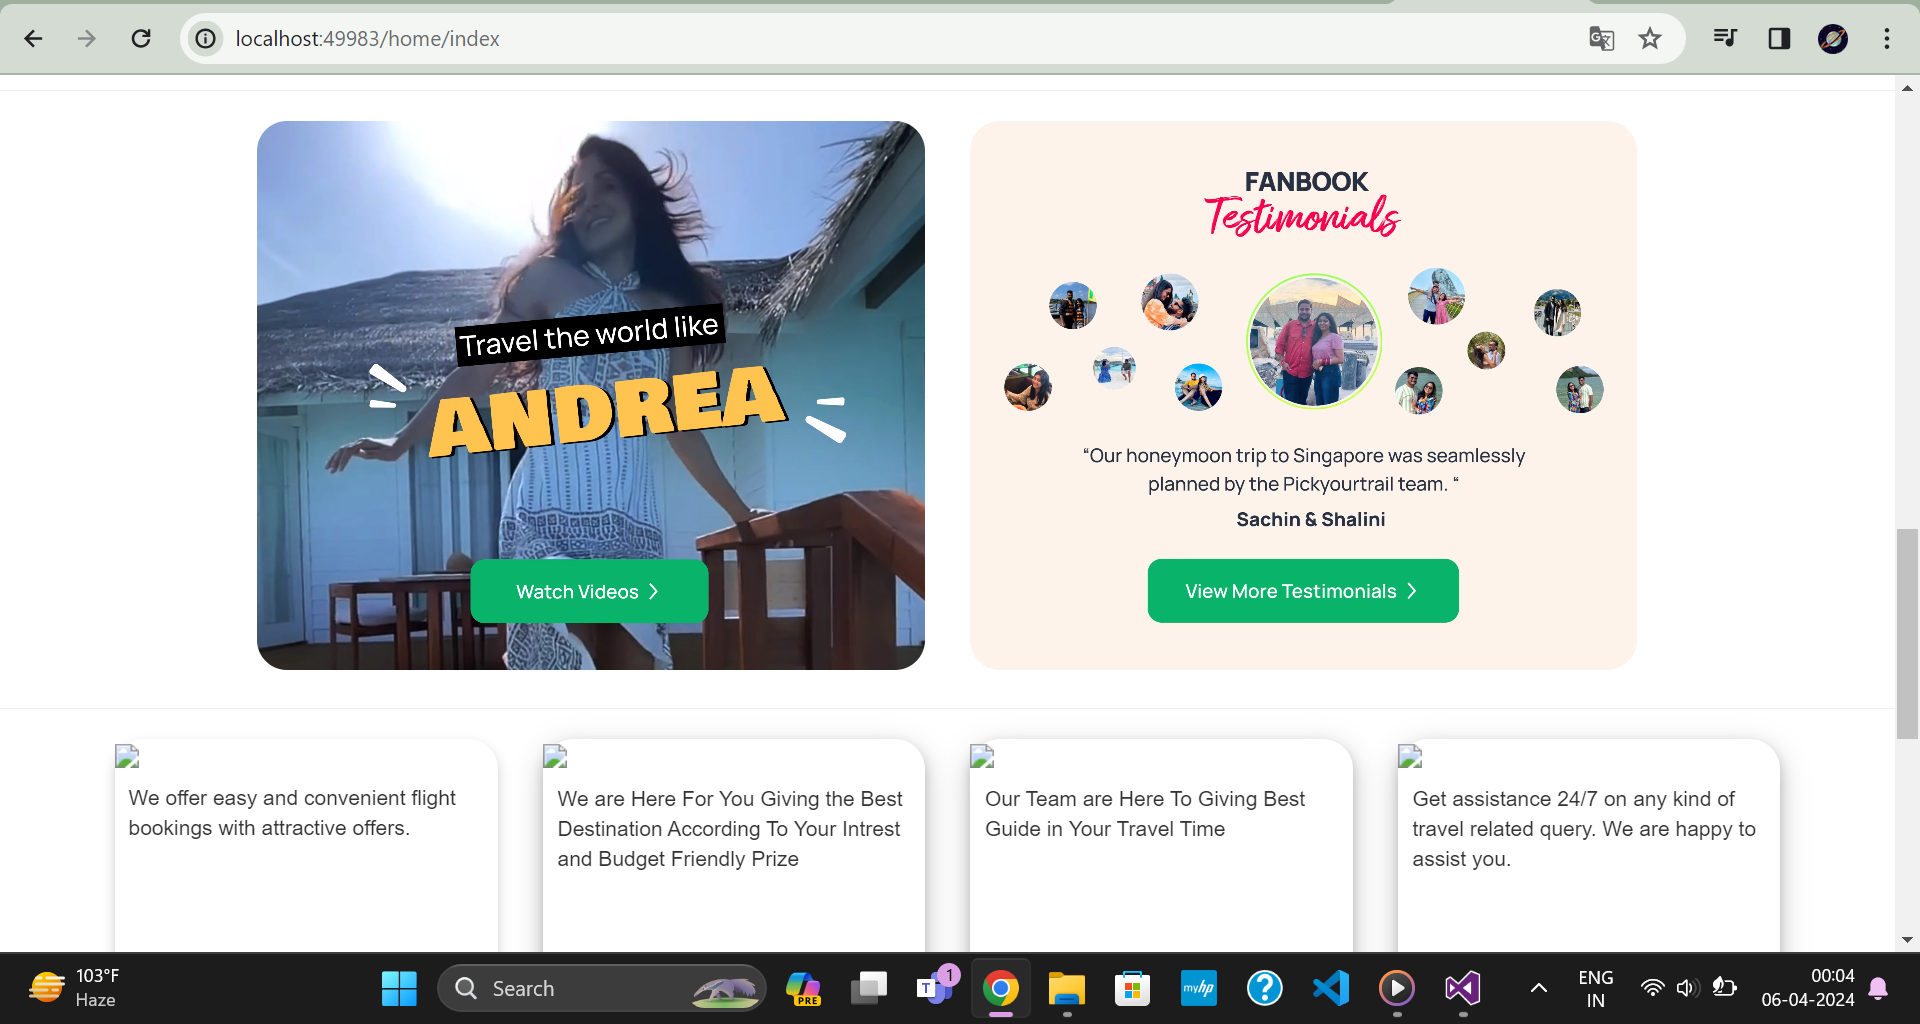 localhost:49983/home/index
Travel the world like
ANDREA
Watch Videos
FANBOOK
Testimonials
“Our honeymoon trip to Singapore was seamlessly
planned by the Pickyourtrail team. “
Sachin & Shalini
View More Testimonials
We offer easy and convenient flight
bookings with attractive offers.
We are Here For You Giving the Best
Destination According To Your Intrest
and Budget Friendly Prize
Our Team are Here To Giving Best
Guide in Your Travel Time
Get assistance 24/7 on any kind of
travel related query. We are happy to
assist you.
103°F
Haze
Search
PRE
T
1
myhp
ENG
IN
00:04
06-04-2024